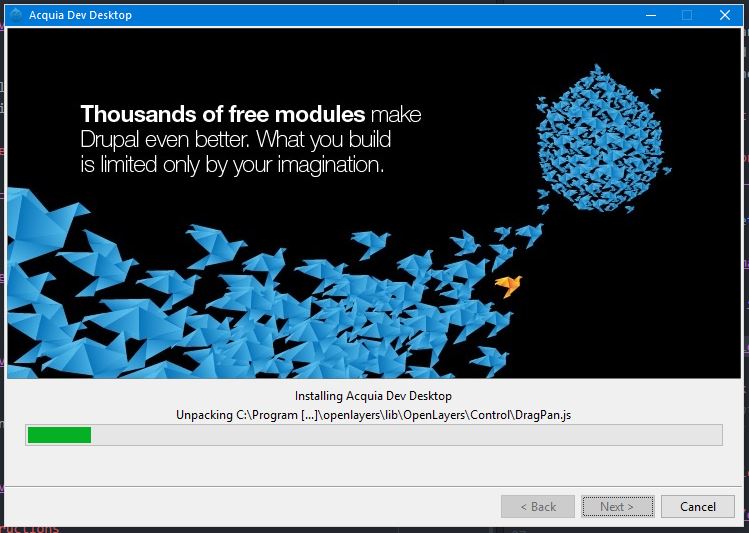 Acquia Dev Desktop
Thousands of free modules make
Drupal even better. What you build
is limited only by your imagination.
Installing Acquia Dev Desktop
Unpacking C:\Program [...]\openlayers\lib\OpenLayers\Control\DragPan.js
< Back
Next >
Cancel
ructions